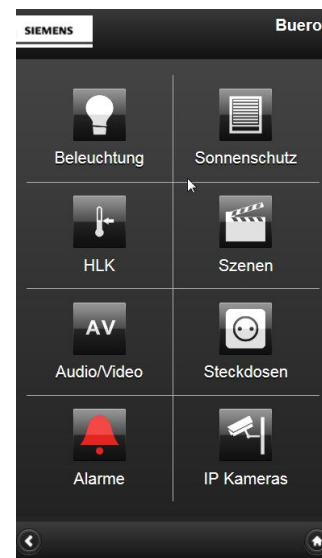 SIEMENS
Buero
Beleuchtung
Sonnenschutz
HLK
Szenen
AV
Audio/Video
Steckdosen
Alarme
IP Kameras